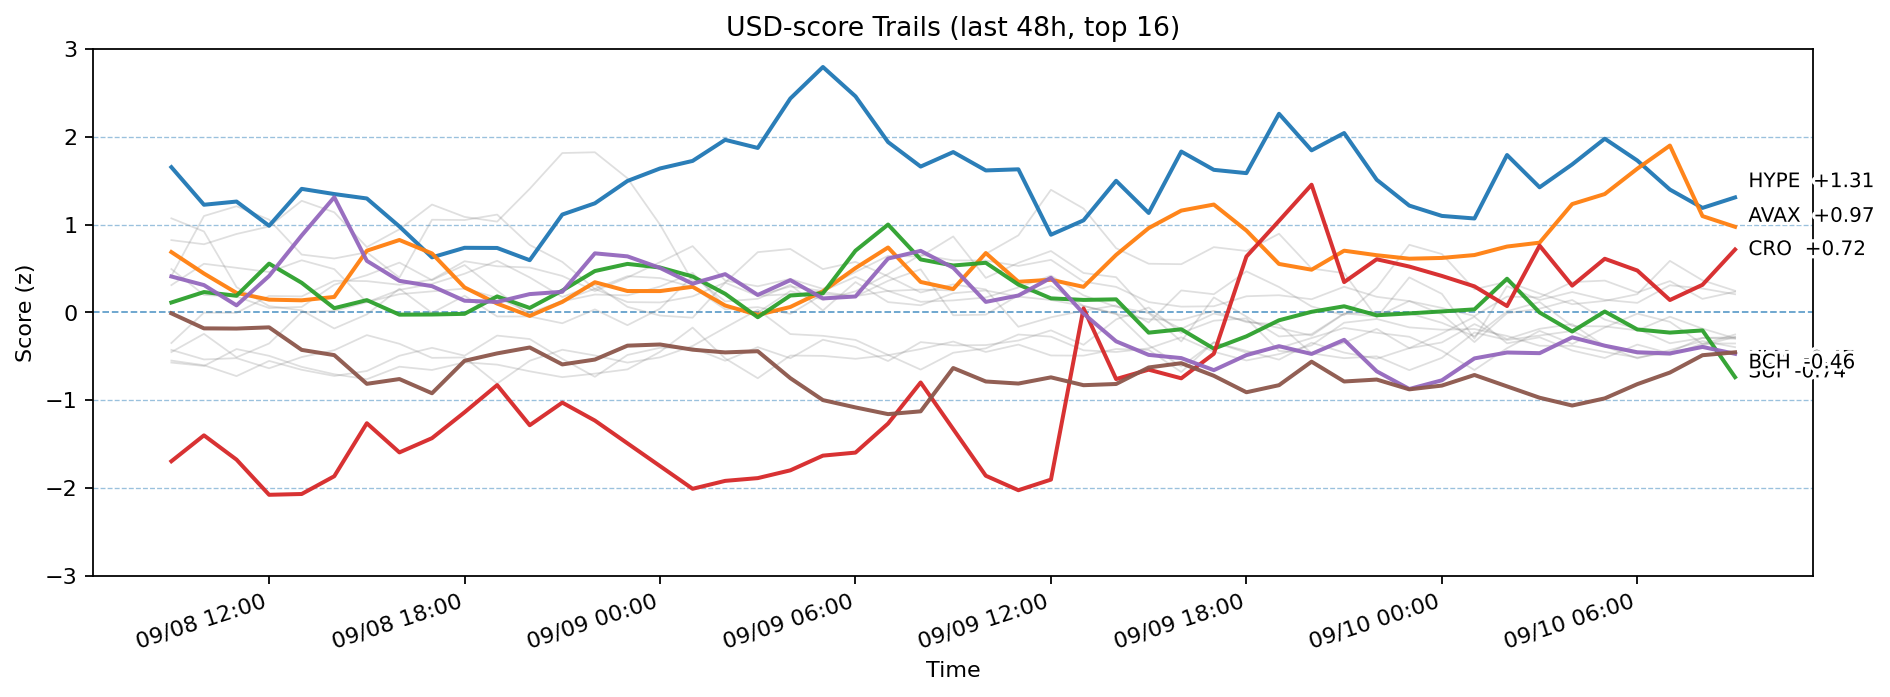 USD-score Trails (last 48h, top 16)
3
2
1
0
−1
−2
−3
Score (z)
HYPE +1.31
AVAX +0.97
CRO +0.72
BCH -0.46
SUI -0.74
09/08 12:00
09/08 18:00
09/09 00:00
09/09 06:00
09/09 12:00
09/09 18:00
09/10 00:00
09/10 06:00
Time